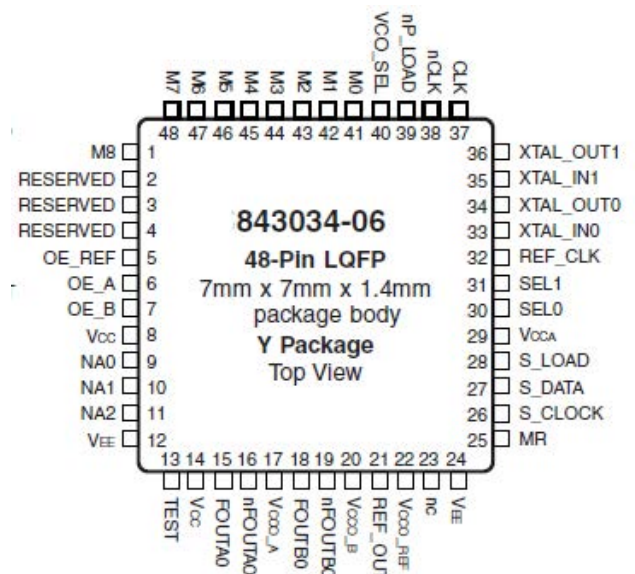 M7 M6 M5 M4 M3 M2 M1 M0 VCO_SEL nP_LOAD nCLK CLK
48 47 46 45 44 43 42 41 40 39 38 37
M8 1
RESERVED 2
RESERVED 3
RESERVED 4
OE_REF 5
OE_A 6
OE_B 7
VCC 8
NA0 9
NA1 10
NA2 11
VEE 12
843034-06
48-Pin LQFP
7mm x 7mm x 1.4mm
package body
Y Package
Top View
36 XTAL_OUT1
35 XTAL_IN1
34 XTAL_OUT0
33 XTAL_IN0
32 REF_CLK
31 SEL1
30 SEL0
29 VCCA
28 S_LOAD
27 S_DATA
26 S_CLOCK
25 MR
13 14 15 16 17 18 19 20 21 22 23 24
TEST VCC FOUTA0 nFOUTA0 VCCO_A FOUTB0 nFOUTB0 VCCO_B REF_OUT VCCO_REF nc VEE